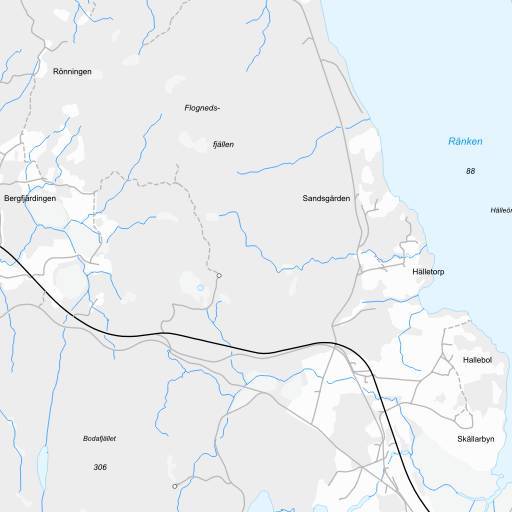 Rönningen
Flogneds-
fjällen
Ränken
88
Bergfjärdingen
Sandsgården
Hälletorp
Hallebol
Skällarbyn
Bodafjället
306